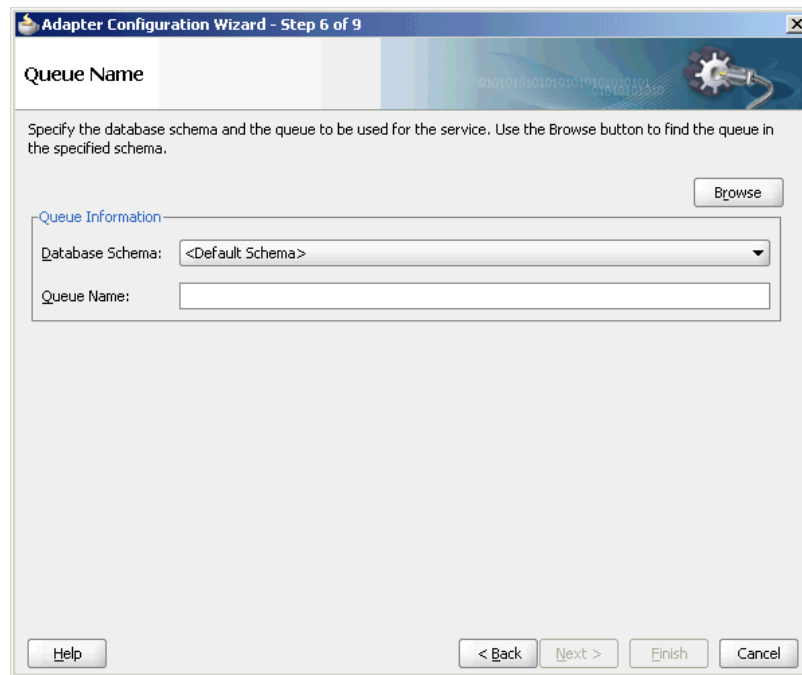 Adapter Configuration Wizard - Step 6 of 9
Queue Name
Specify the database schema and the queue to be used for the service. Use the Browse button to find the queue in
the specified schema.
Browse
Queue Information
Database Schema: <Default Schema>
Queue Name:
Help < Back Next > Finish Cancel